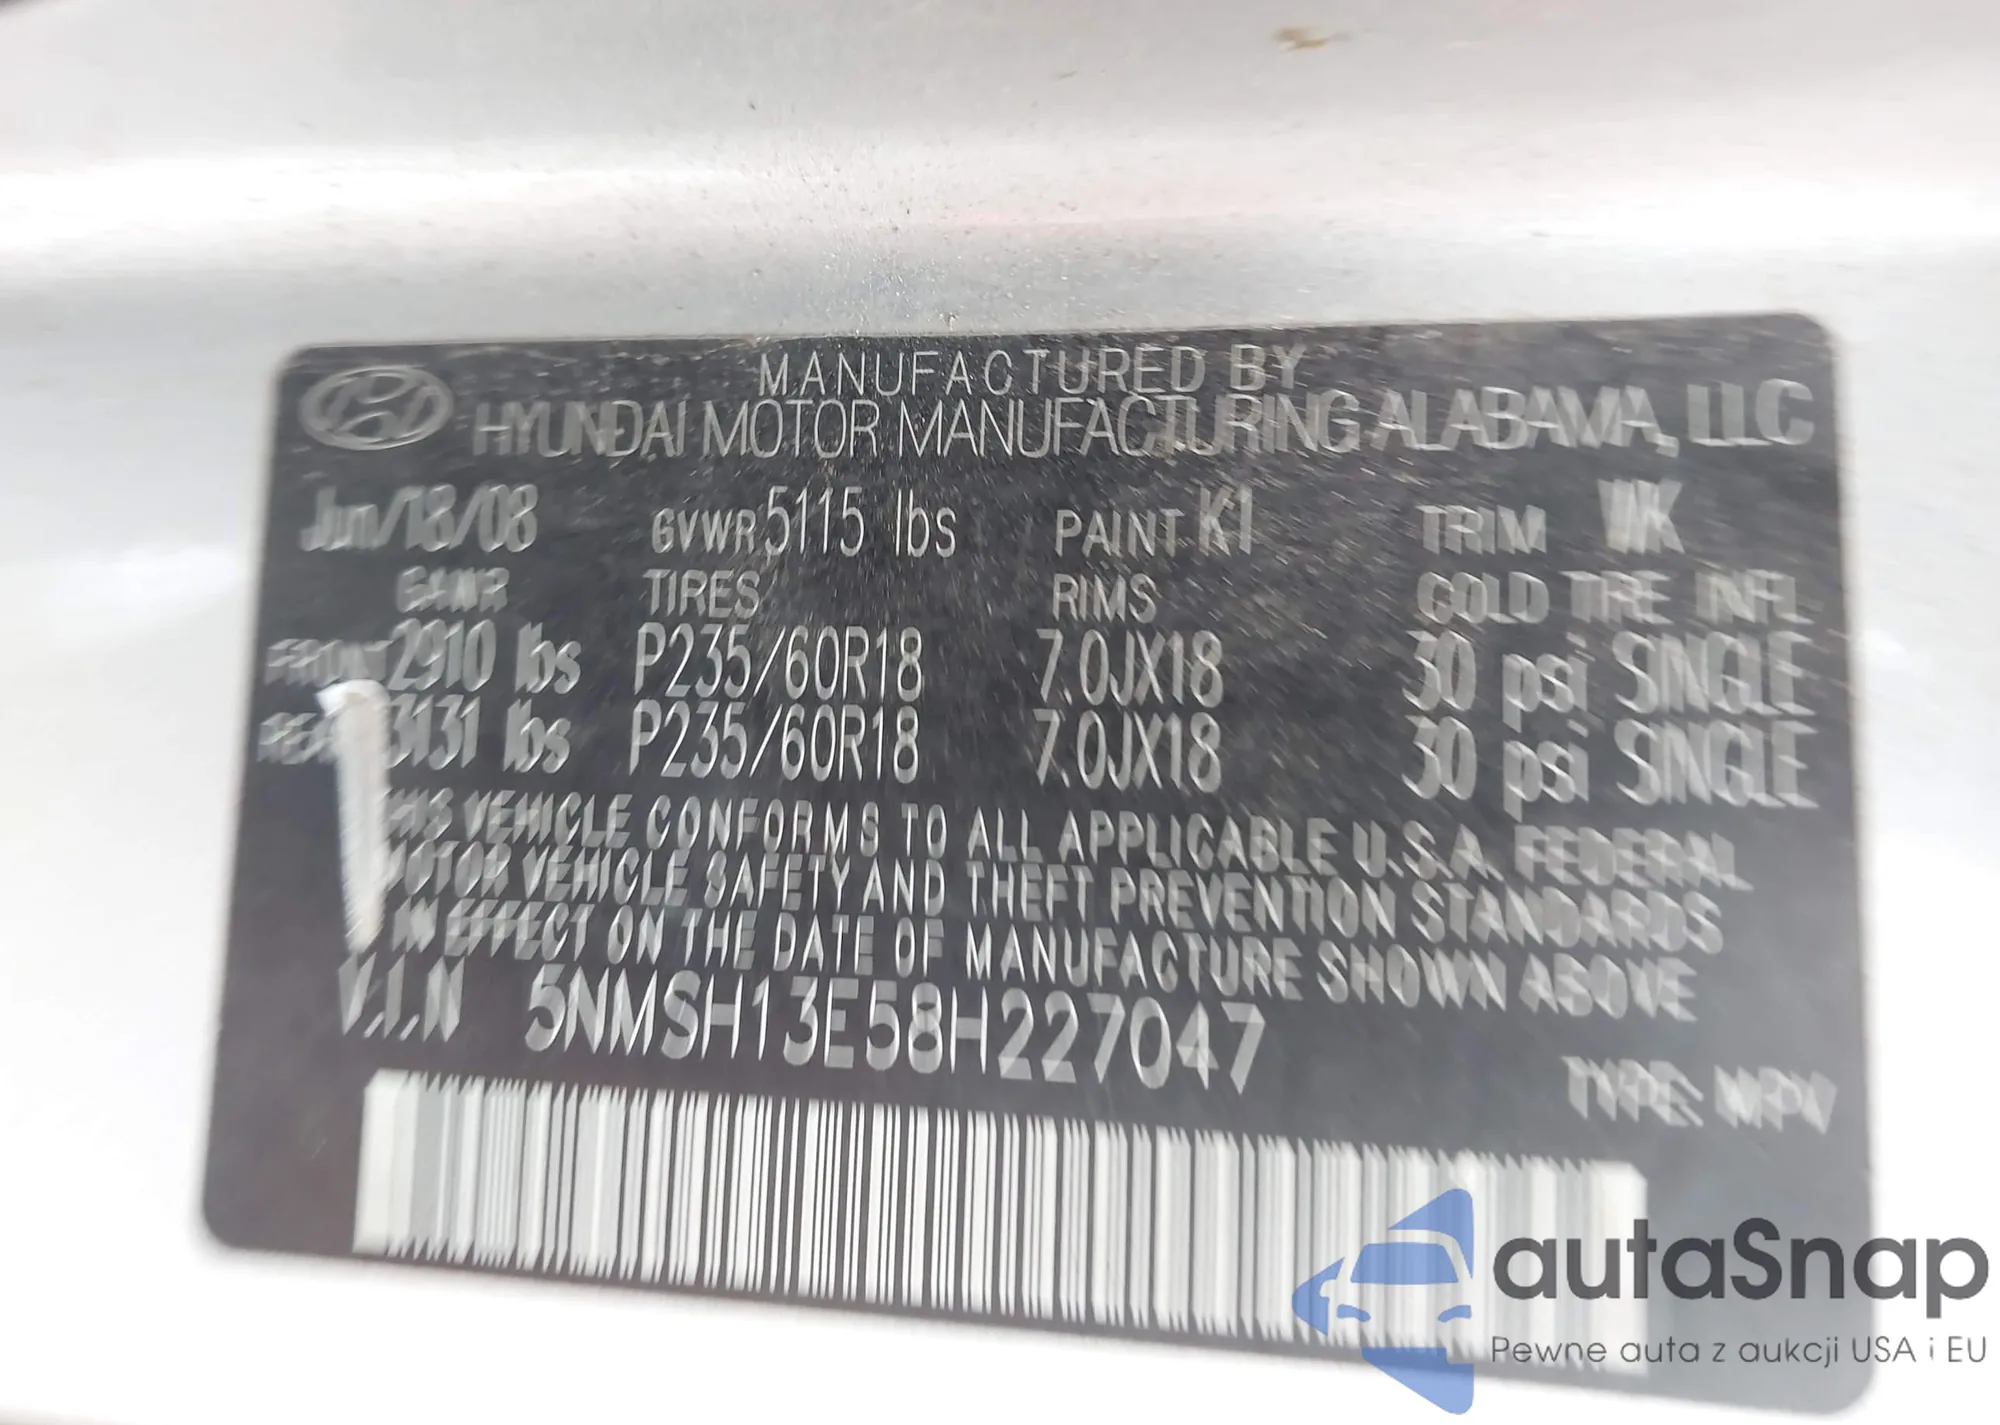 MANUFACTURED BY
HYUNDAI MOTOR MANUFACTURING ALABAMA, LLC
Jun/18/08 GVWR 5115 lbs PAINT K1 TRIM WK
GAWR TIRES RIMS COLD TIRE INFL
FRONT 2910 lbs P235/60R18 7.0JX18 30 psi SINGLE
3131 lbs P235/60R18 7.0JX18 30 psi SINGLE
THIS VEHICLE CONFORMS TO ALL APPLICABLE U.S.A. FEDERAL
MOTOR VEHICLE SAFETY AND THEFT PREVENTION STANDARDS
IN EFFECT ON THE DATE OF MANUFACTURE SHOWN ABOVE
V.I.N 5NMSH13E58H227047
TYPE: MPV
autaSnap
Pewne auta z aukcji USA i EU